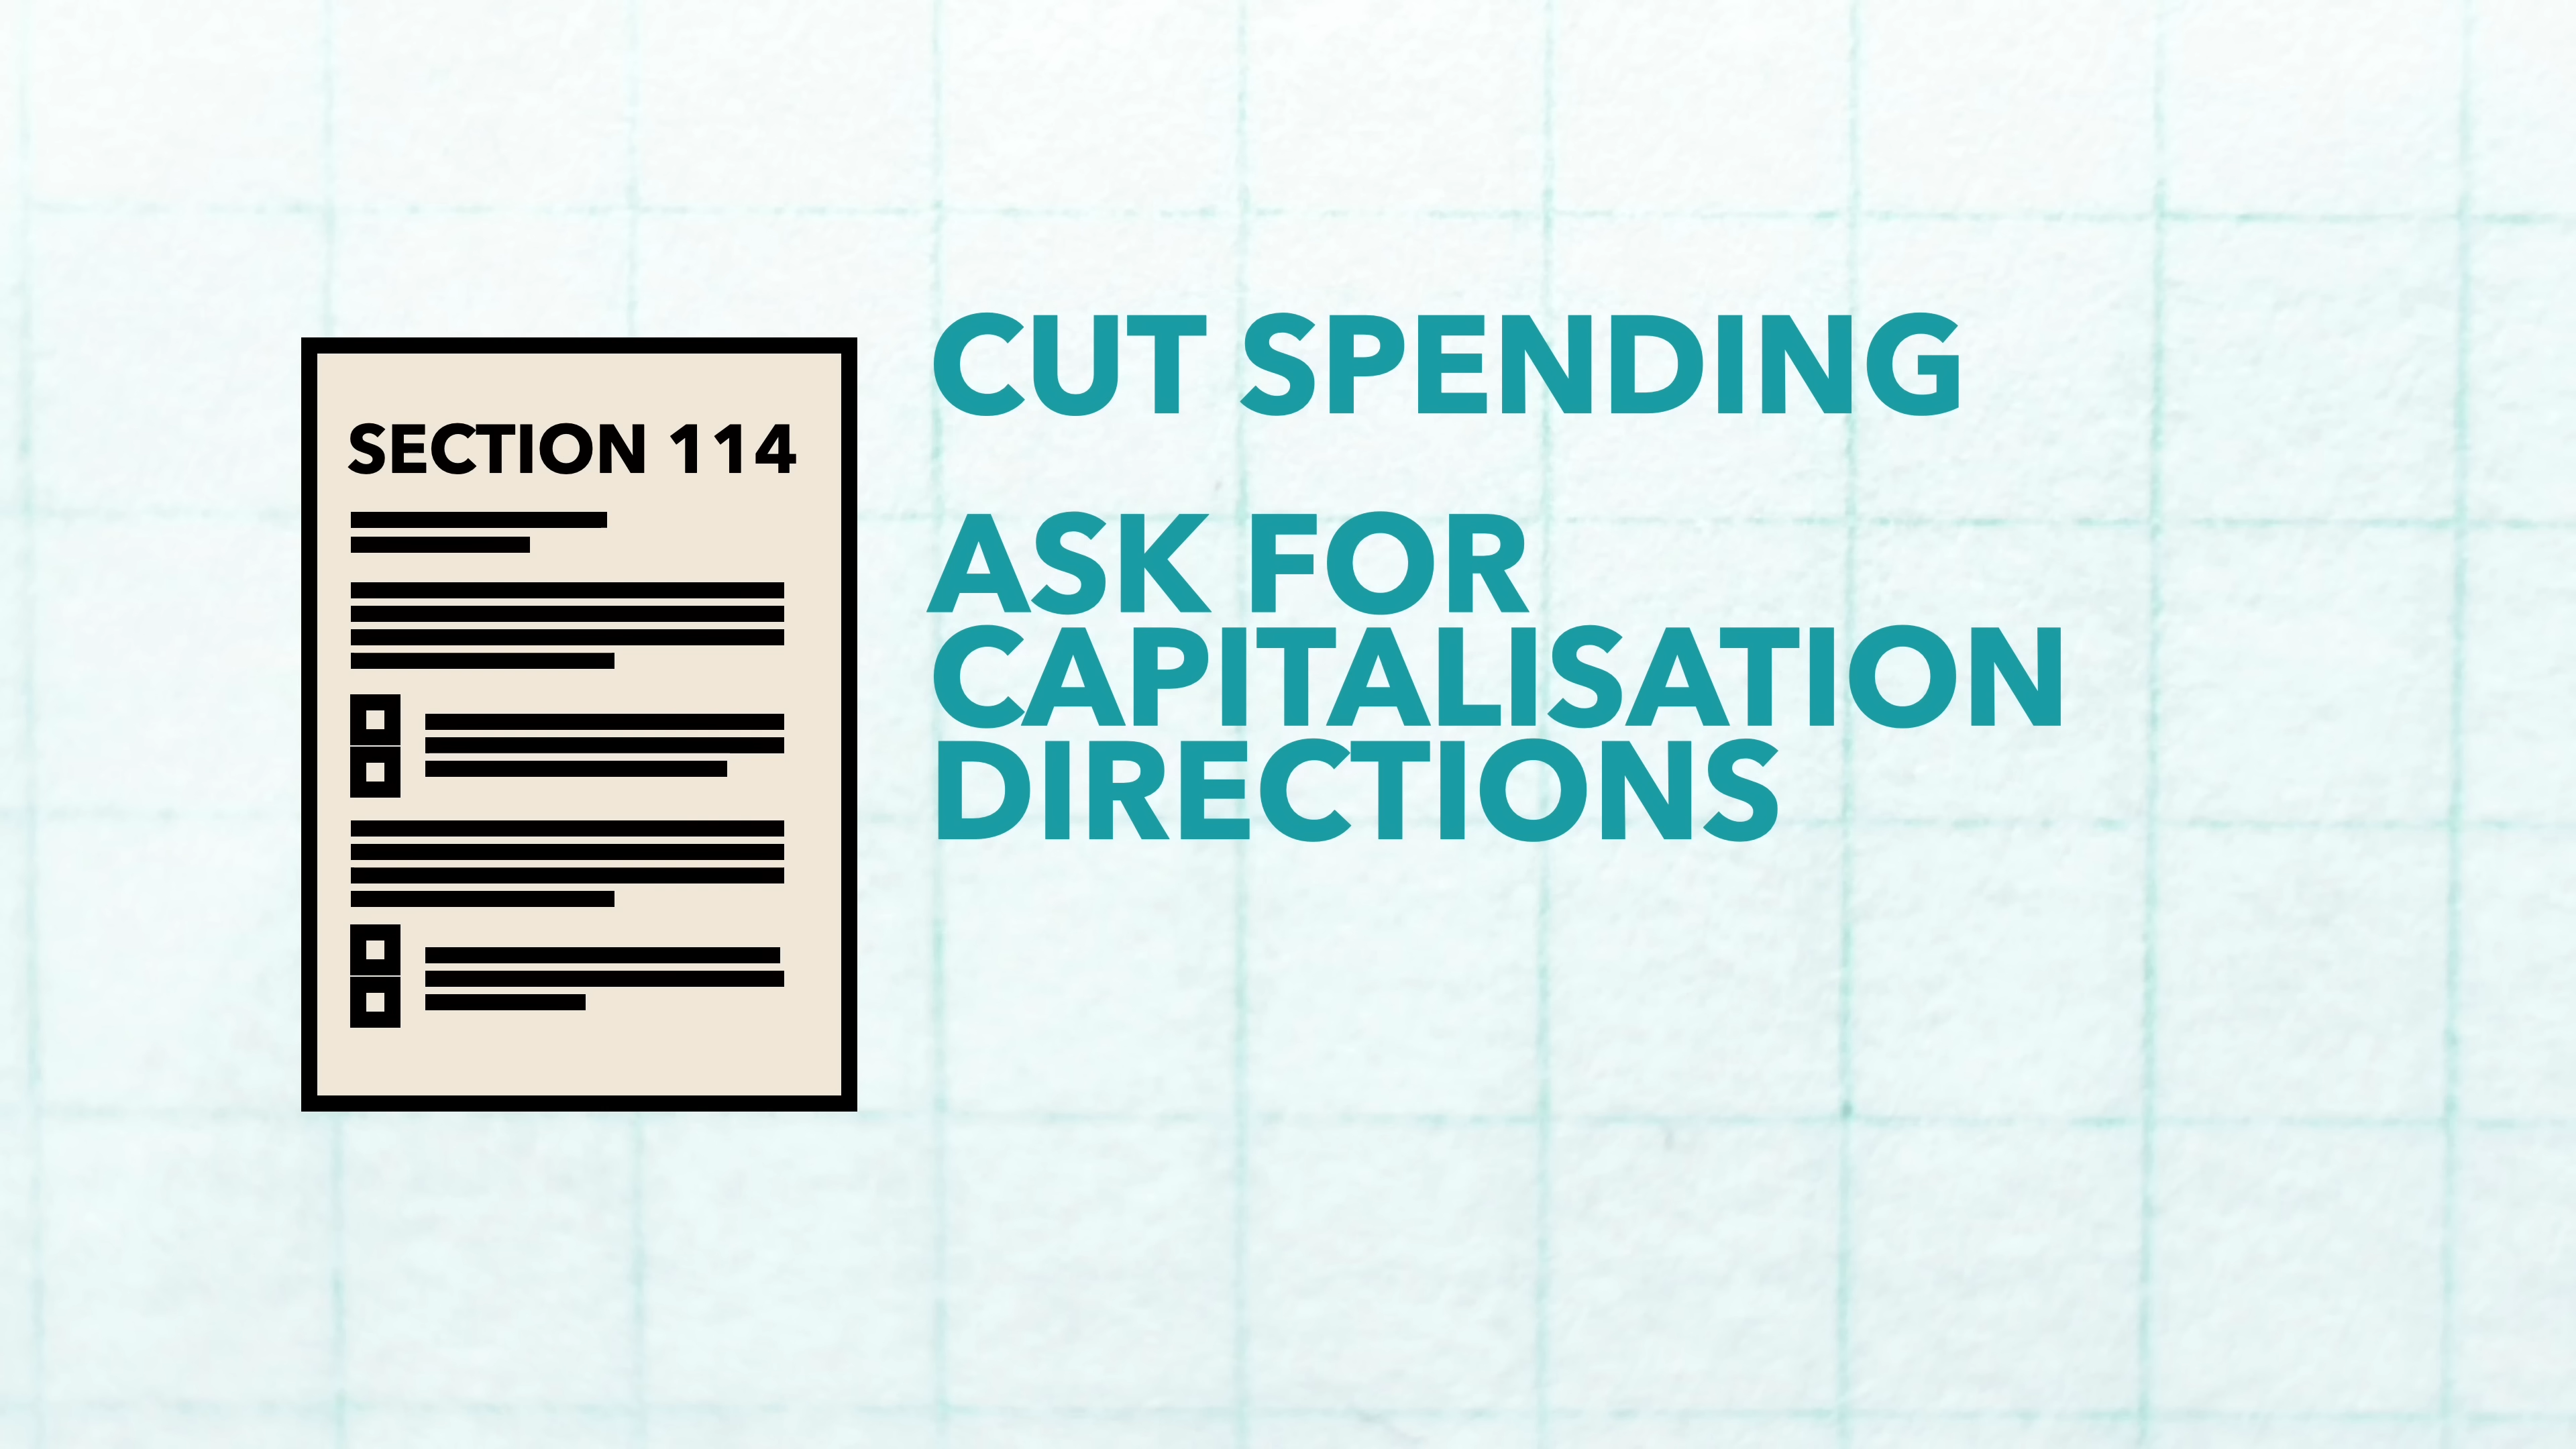 SECTION 114
CUT SPENDING
ASK FOR
CAPITALISATION
DIRECTIONS